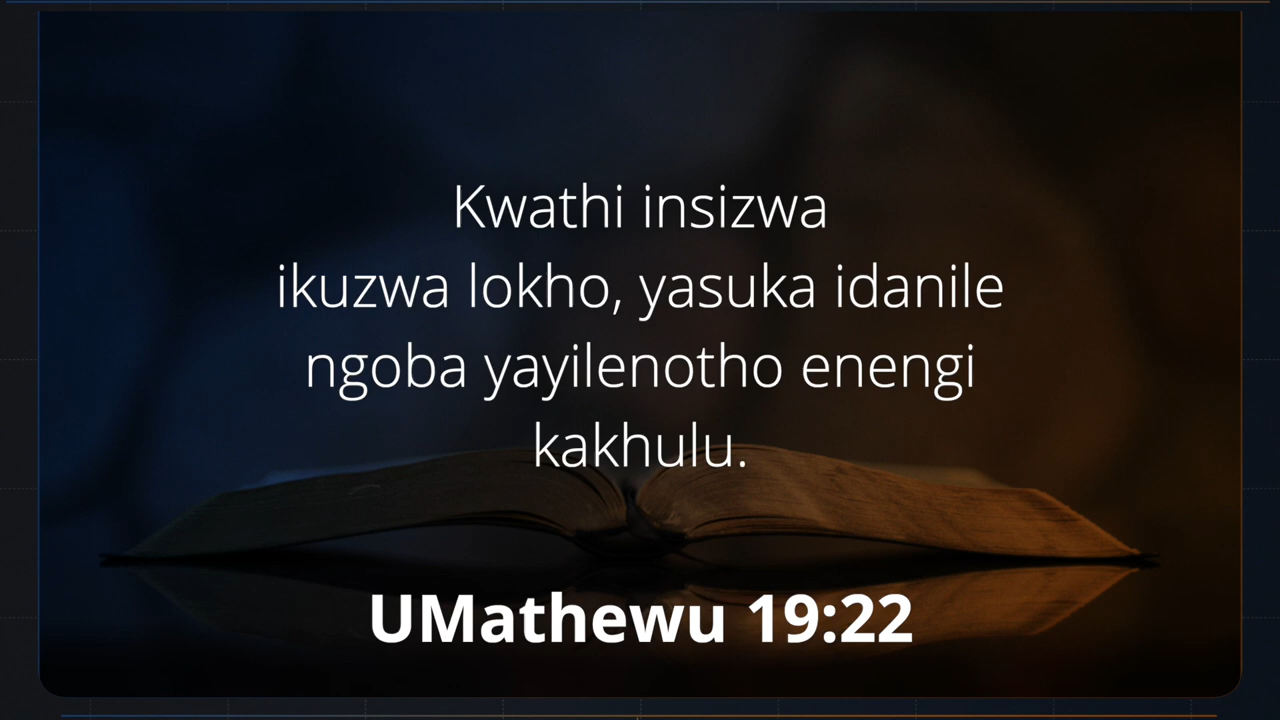 Kwathi insizwa
ikuzwa lokho, yasuka idanile
ngoba yayilenotho enengi
kakhulu.
UMathewu 19:22